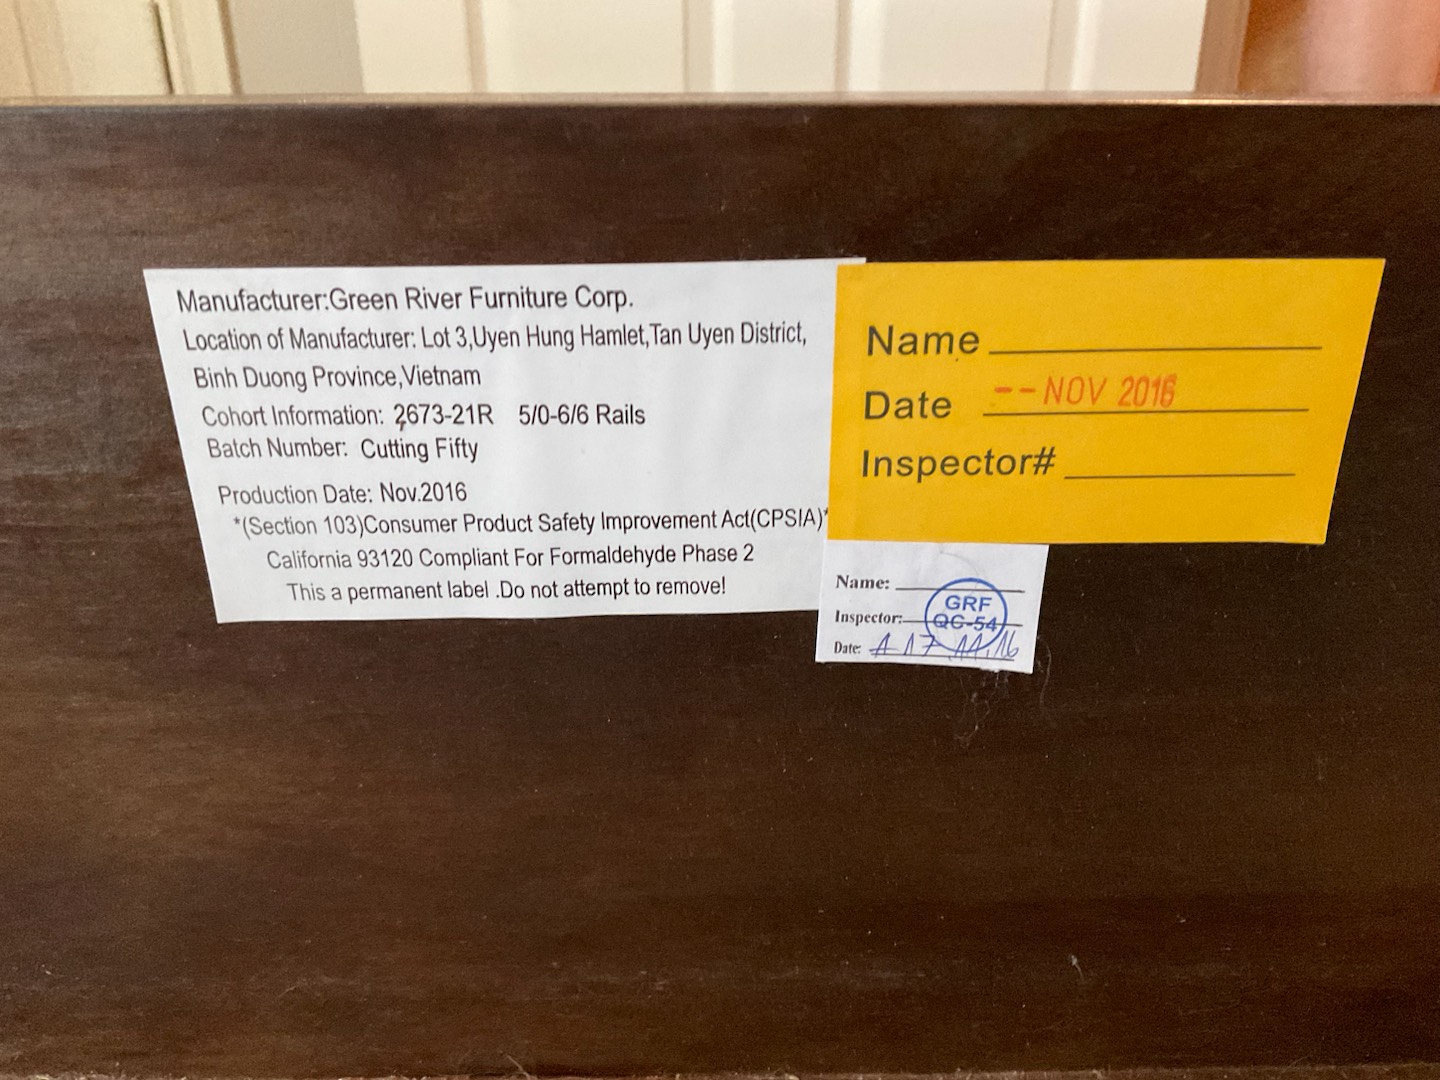 Manufacturer:Green River Furniture Corp.
Location of Manufacturer: Lot 3,Uyen Hung Hamlet,Tan Uyen District,
Binh Duong Province,Vietnam
Cohort Information: 2673-21R 5/0-6/6 Rails
Batch Number: Cutting Fifty
Production Date: Nov.2016
*(Section 103)Consumer Product Safety Improvement Act(CPSIA)*
California 93120 Compliant For Formaldehyde Phase 2
This a permanent label .Do not attempt to remove!
Name
Date -- NOV 2016
Inspector#
Name:
Inspector: GRF QC-54
Date: 17.11.16